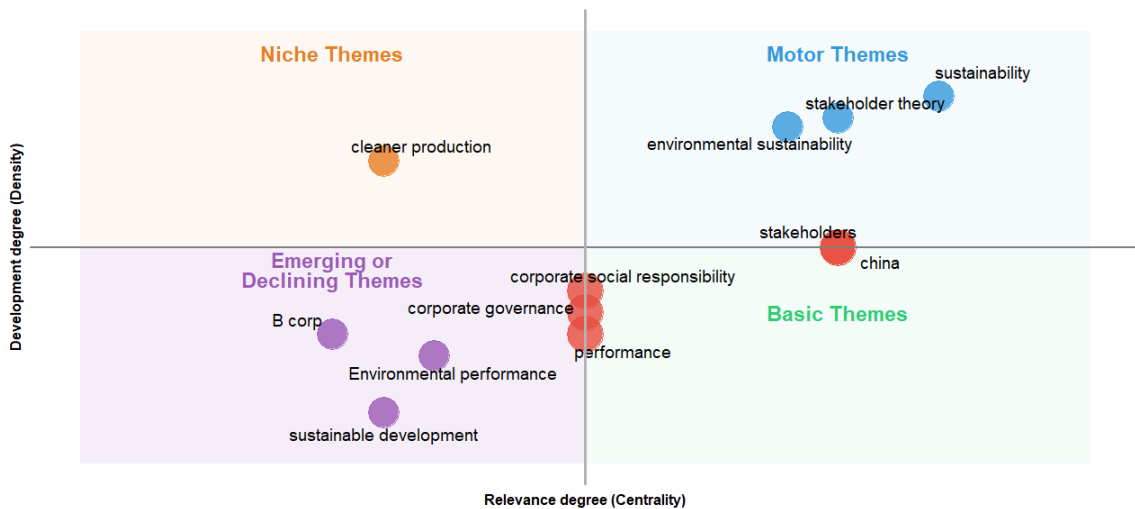 Niche Themes
Motor Themes
sustainability
stakeholder theory
environmental sustainability
cleaner production
Development degree (Density)
stakeholders
china
Emerging or
Declining Themes
corporate social responsibility
corporate governance
Basic Themes
B corp
performance
Environmental performance
sustainable development
Relevance degree (Centrality)